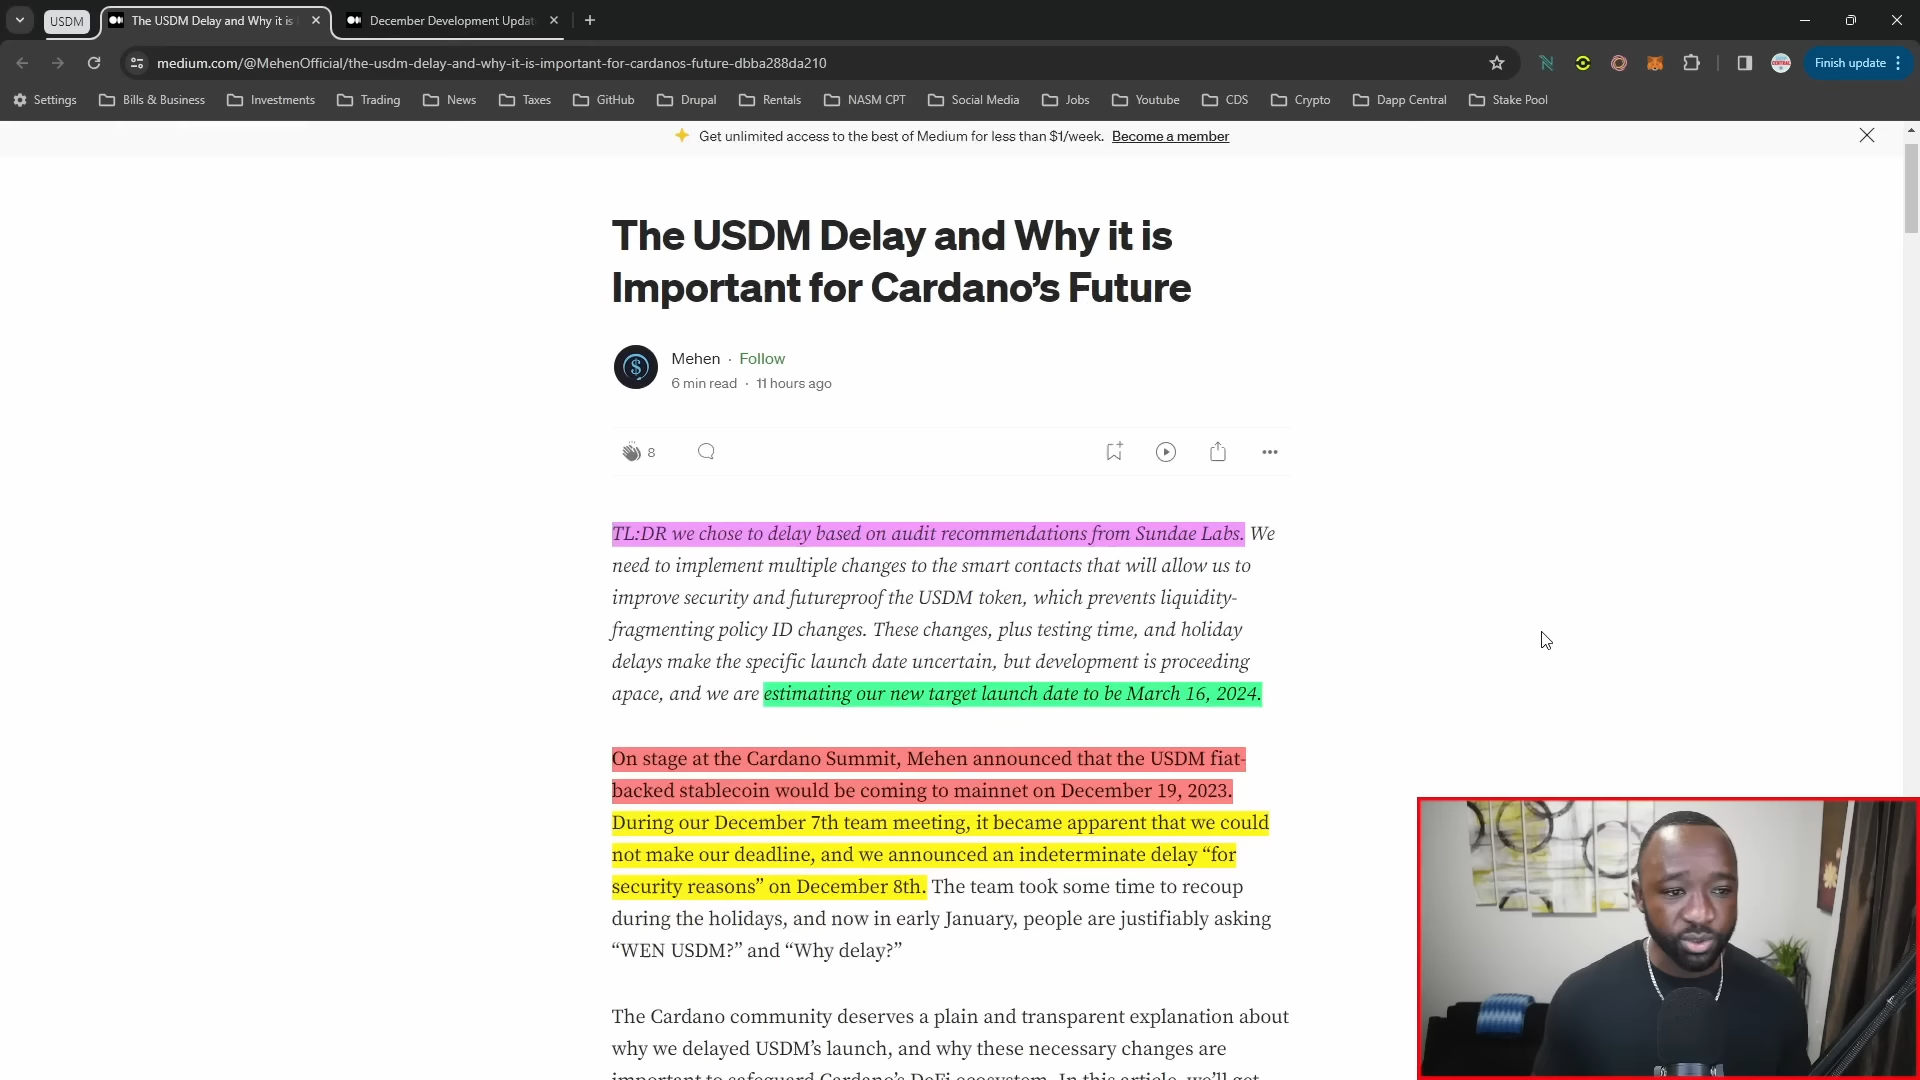 USDM
The USDM Delay and Why it is
December Development Updat
medium.com/@MehenOfficial/the-usdm-delay-and-why-it-is-important-for-cardanos-future-dbba288da210
Finish update
Settings
Bills & Business
Investments
Trading
News
Taxes
GitHub
Drupal
Rentals
NASM CPT
Social Media
Jobs
Youtube
CDS
Crypto
Dapp Central
Stake Pool
Get unlimited access to the best of Medium for less than $1/week. Become a member
The USDM Delay and Why it is
Important for Cardano’s Future
Mehen · Follow
6 min read · 11 hours ago
8
TL:DR we chose to delay based on audit recommendations from Sundae Labs. We
need to implement multiple changes to the smart contacts that will allow us to
improve security and futureproof the USDM token, which prevents liquidity-
fragmenting policy ID changes. These changes, plus testing time, and holiday
delays make the specific launch date uncertain, but development is proceeding
apace, and we are estimating our new target launch date to be March 16, 2024.
On stage at the Cardano Summit, Mehen announced that the USDM fiat-
backed stablecoin would be coming to mainnet on December 19, 2023.
During our December 7th team meeting, it became apparent that we could
not make our deadline, and we announced an indeterminate delay “for
security reasons” on December 8th. The team took some time to recoup
during the holidays, and now in early January, people are justifiably asking
“WEN USDM?” and “Why delay?”
The Cardano community deserves a plain and transparent explanation about
why we delayed USDM’s launch, and why these necessary changes are
important to safeguard Cardano’s DeFi ecosystem. In this article, we’ll get